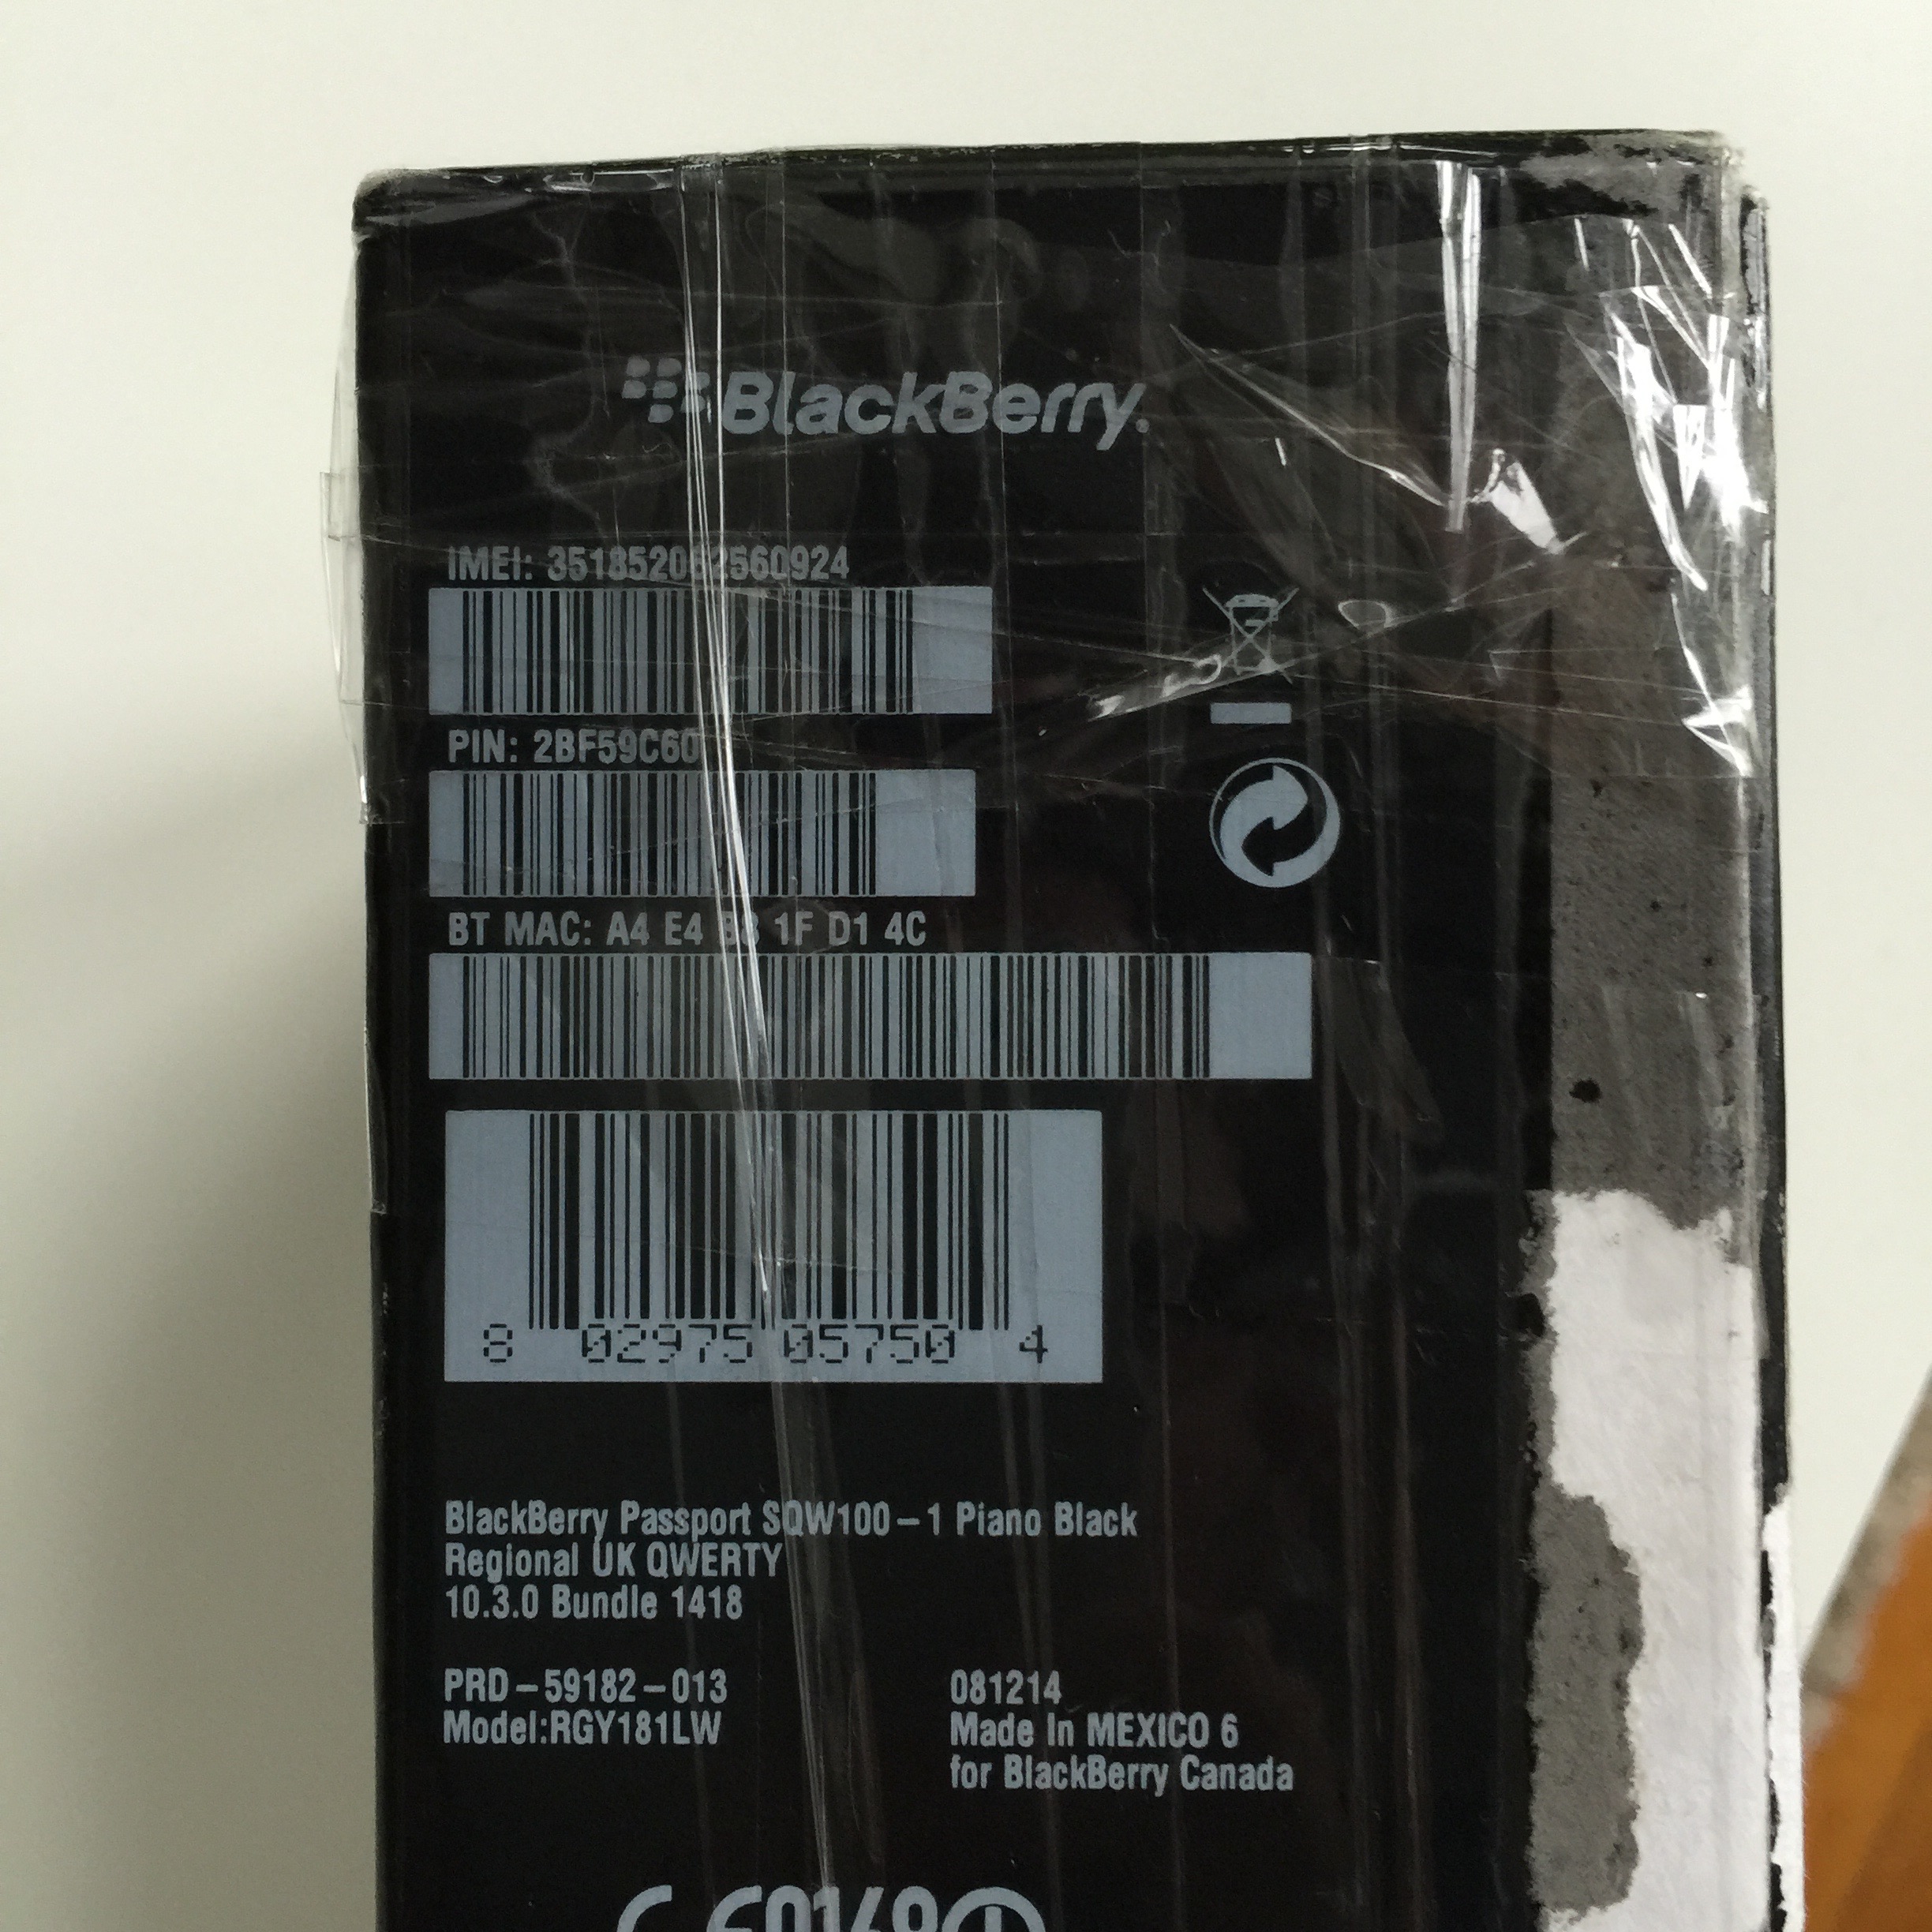 BlackBerry.
PIN: 2BF59C60
BT MAC: A4 E4 B8 1F D1 4C
8 02975 05750 4
BlackBerry Passport SQW100-1 Piano Black
Regional UK QWERTY
10.3.0 Bundle 1418
PRD-59182-013
Model:RGY181LW
081214
Made In MEXICO 6
for BlackBerry Canada